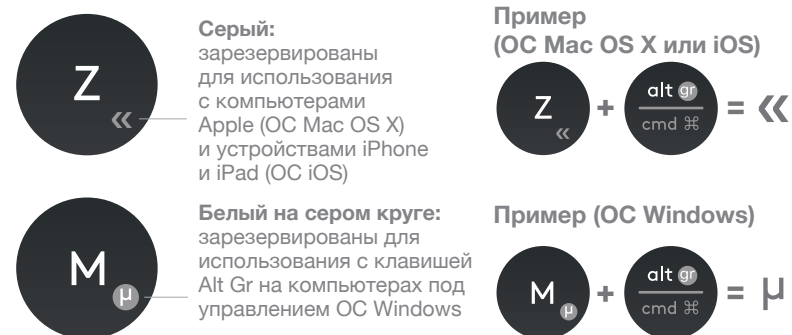 Z
«
Серый:
зарезервированы
для использования
с компьютерами
Apple (ОС Mac OS X)
и устройствами iPhone
и iPad (ОС iOS)
Пример
(ОС Mac OS X или iOS)
Z « + alt gr cmd ⌘ = «
M
µ
Белый на сером круге:
зарезервированы для
использования с клавишей
Alt Gr на компьютерах под
управлением ОС Windows
Пример (ОС Windows)
M µ + alt gr cmd ⌘ = µ